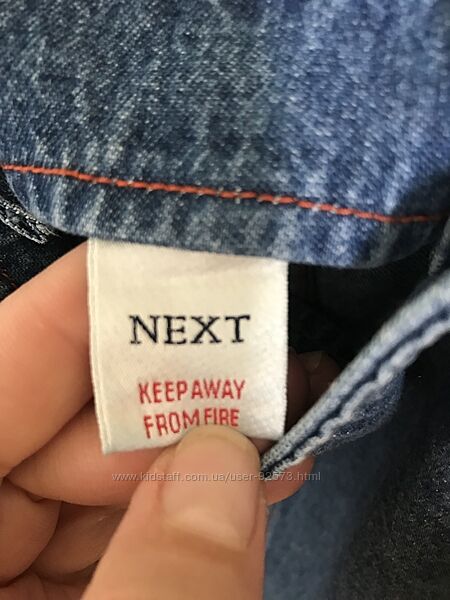 NEXT
KEEP AWAY
FROM FIRE
www.kidstaff.com.ua/user-92573.html